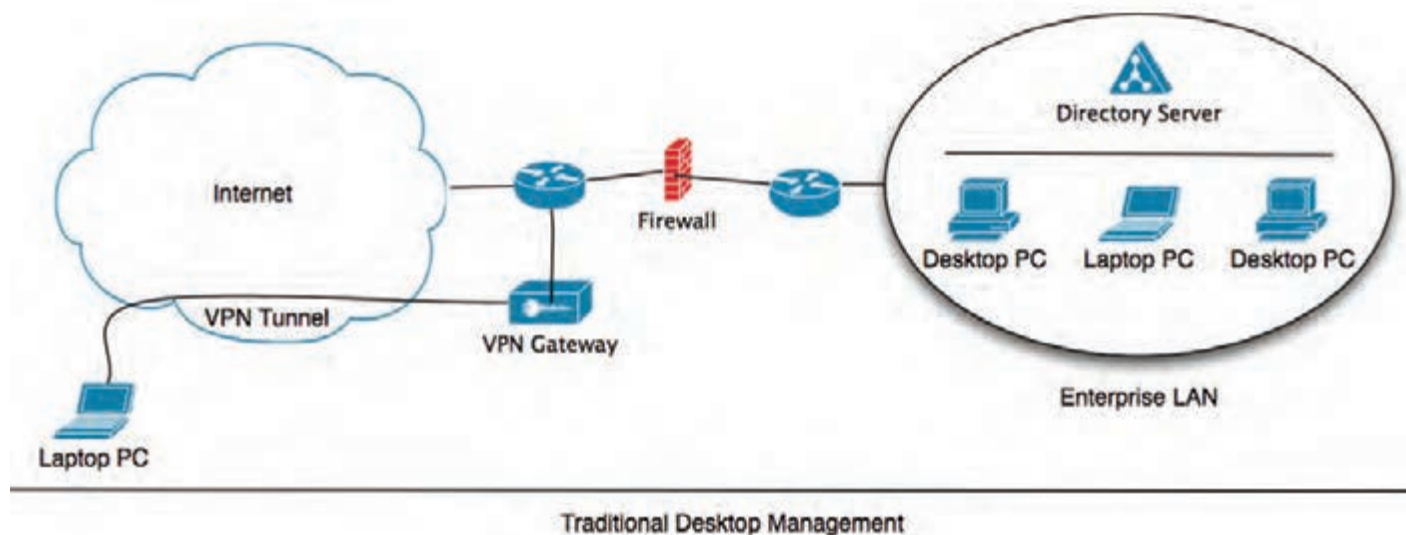 Directory Server
Internet
Firewall
Desktop PC
Laptop PC
Desktop PC
VPN Tunnel
VPN Gateway
Enterprise LAN
Laptop PC
Traditional Desktop Management